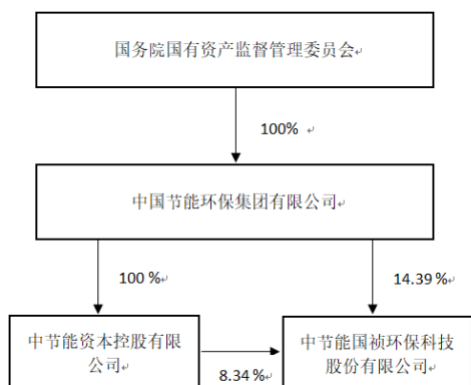 国务院国有资产监督管理委员会
100%
中国节能环保集团有限公司
100 %
14.39 %
中节能资本控股有限
公司
8.34 %
中节能国祯环保科技
股份有限公司